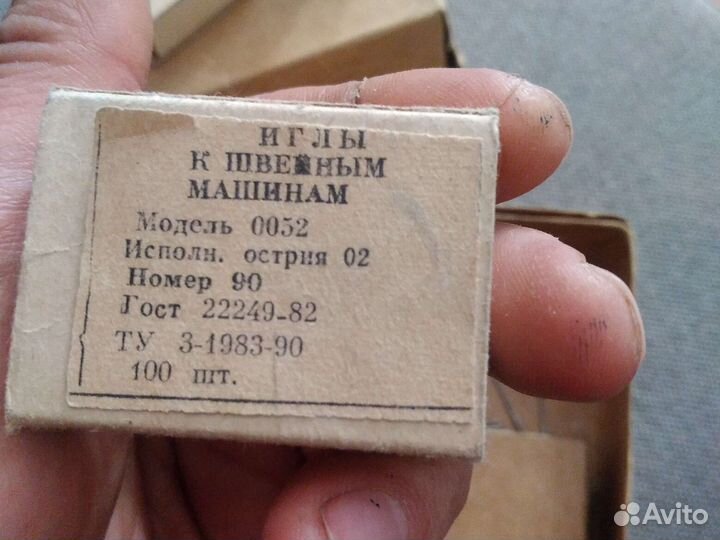 ИГЛЫ
К ШВЕЙНЫМ
МАШИНАМ
Модель 0052
Исполн. острия 02
Номер 90
Гост 22249-82
ТУ 3-1983-90
100 шт.
Avito